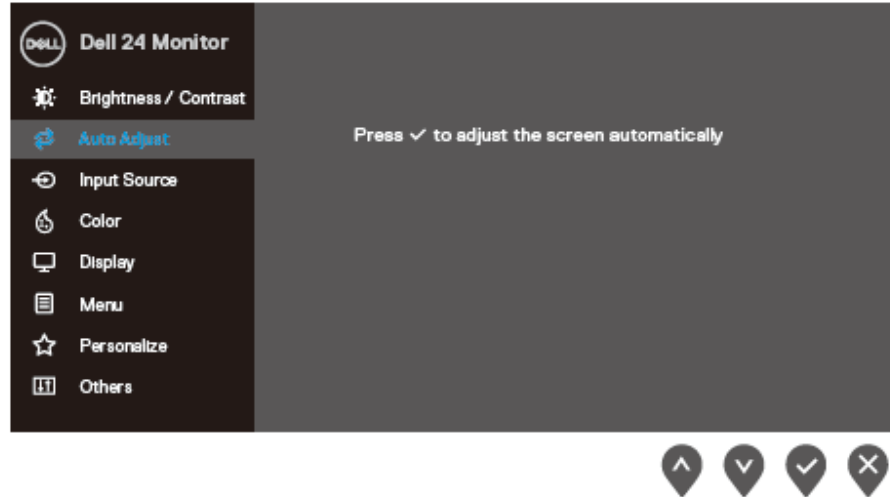 DELL Dell 24 Monitor
Brightness / Contrast
Auto Adjust
Press ✓ to adjust the screen automatically
Input Source
Color
Display
Menu
Personalize
Others